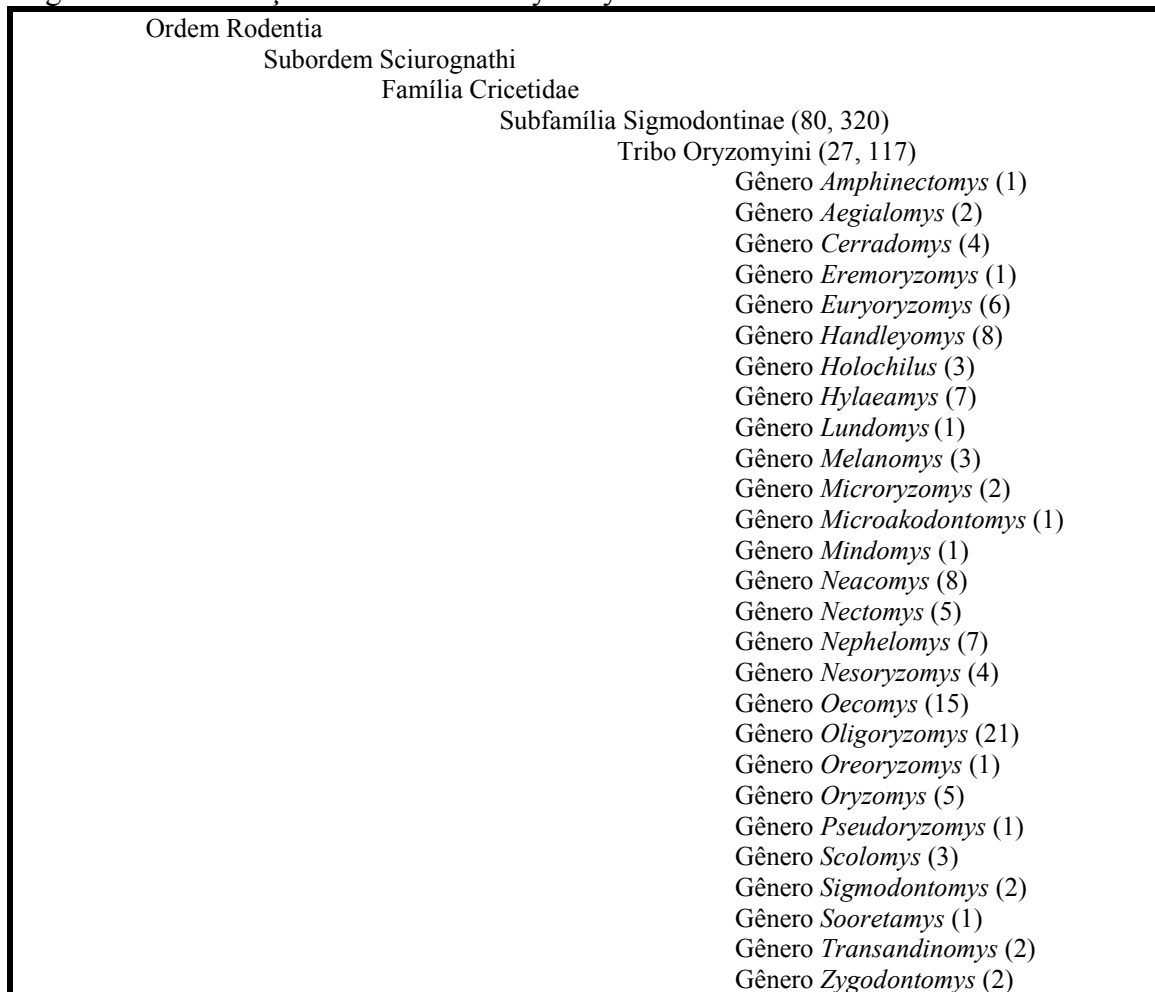 Ordem Rodentia
Subordem Sciurognathi
Família Cricetidae
Subfamília Sigmodontinae (80, 320)
Tribo Oryzomyini (27, 117)
Gênero Amphinectomys (1)
Gênero Aegialomys (2)
Gênero Cerradomys (4)
Gênero Eremoryzomys (1)
Gênero Euryoryzomys (6)
Gênero Handleyomys (8)
Gênero Holochilus (3)
Gênero Hylaeamys (7)
Gênero Lundomys (1)
Gênero Melanomys (3)
Gênero Microryzomys (2)
Gênero Microakodontomys (1)
Gênero Mindomys (1)
Gênero Neacomys (8)
Gênero Nectomys (5)
Gênero Nephelomys (7)
Gênero Nesoryzomys (4)
Gênero Oecomys (15)
Gênero Oligoryzomys (21)
Gênero Oreoryzomys (1)
Gênero Oryzomys (5)
Gênero Pseudoryzomys (1)
Gênero Scolomys (3)
Gênero Sigmodontomys (2)
Gênero Sooretamys (1)
Gênero Transandinomys (2)
Gênero Zygodontomys (2)